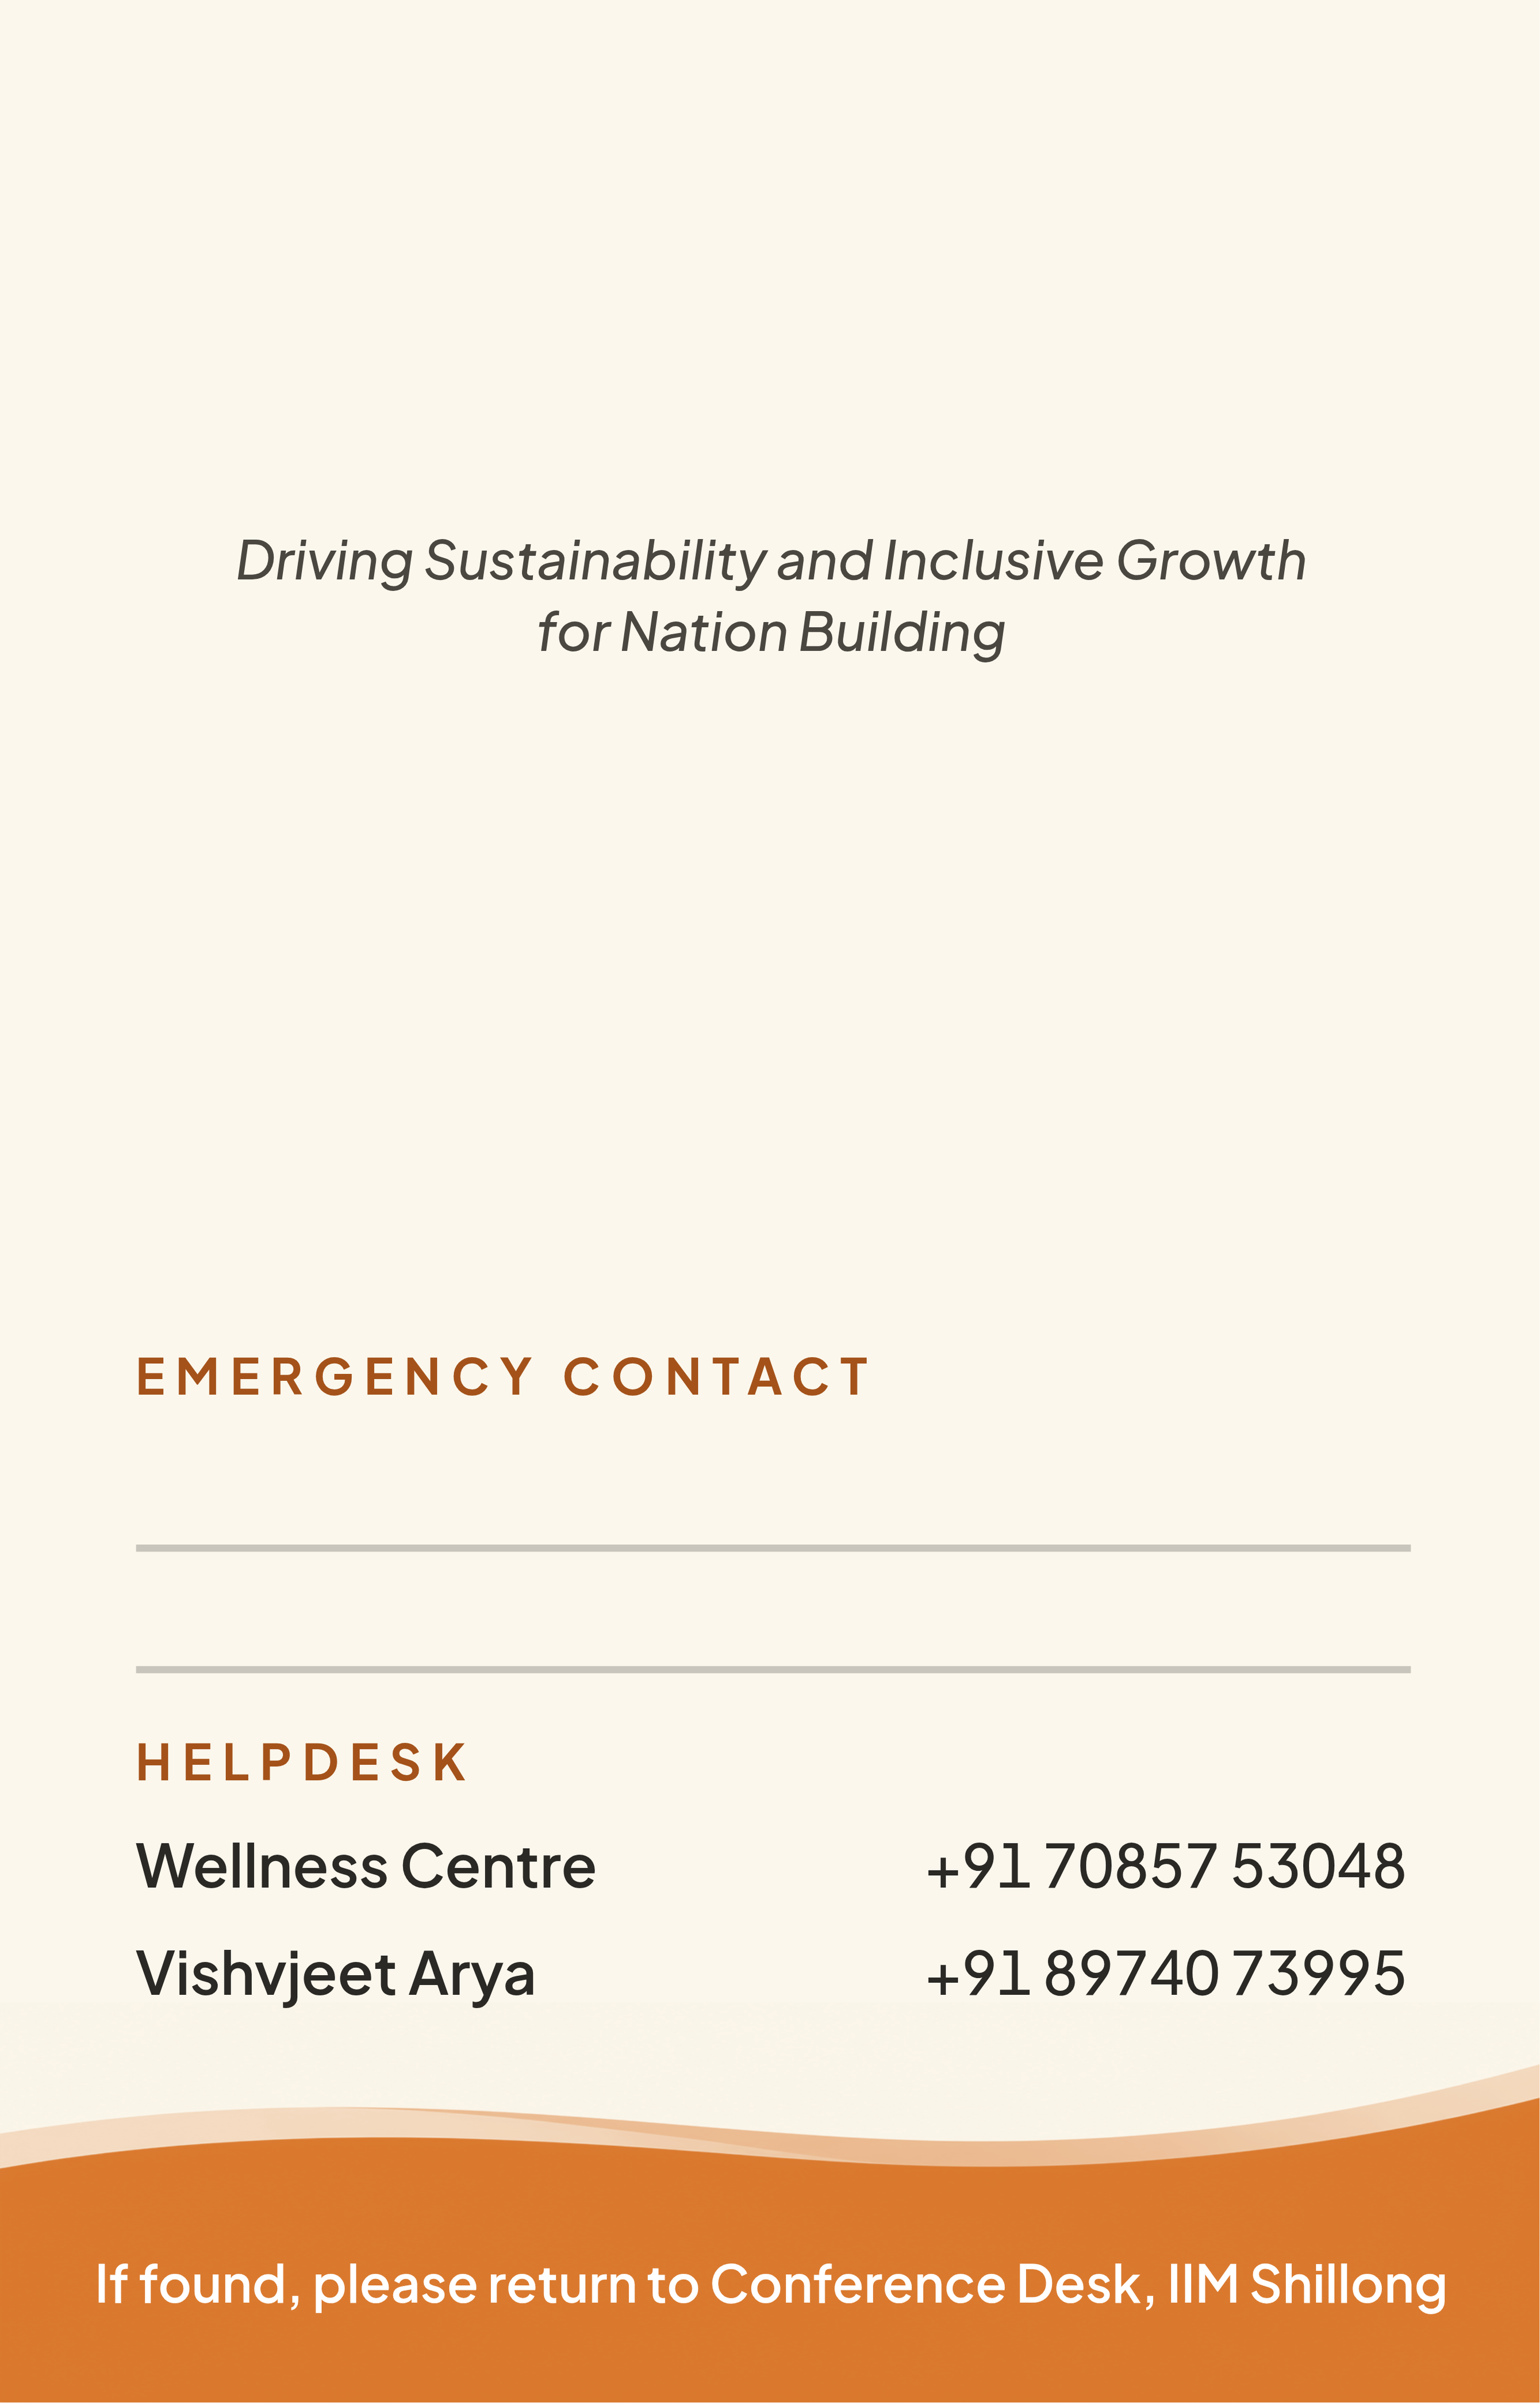 Driving Sustainability and Inclusive Growth
for Nation Building
EMERGENCY CONTACT
HELPDESK
Wellness Centre +91 70857 53048
Vishvjeet Arya +91 89740 73995
If found, please return to Conference Desk, IIM Shillong